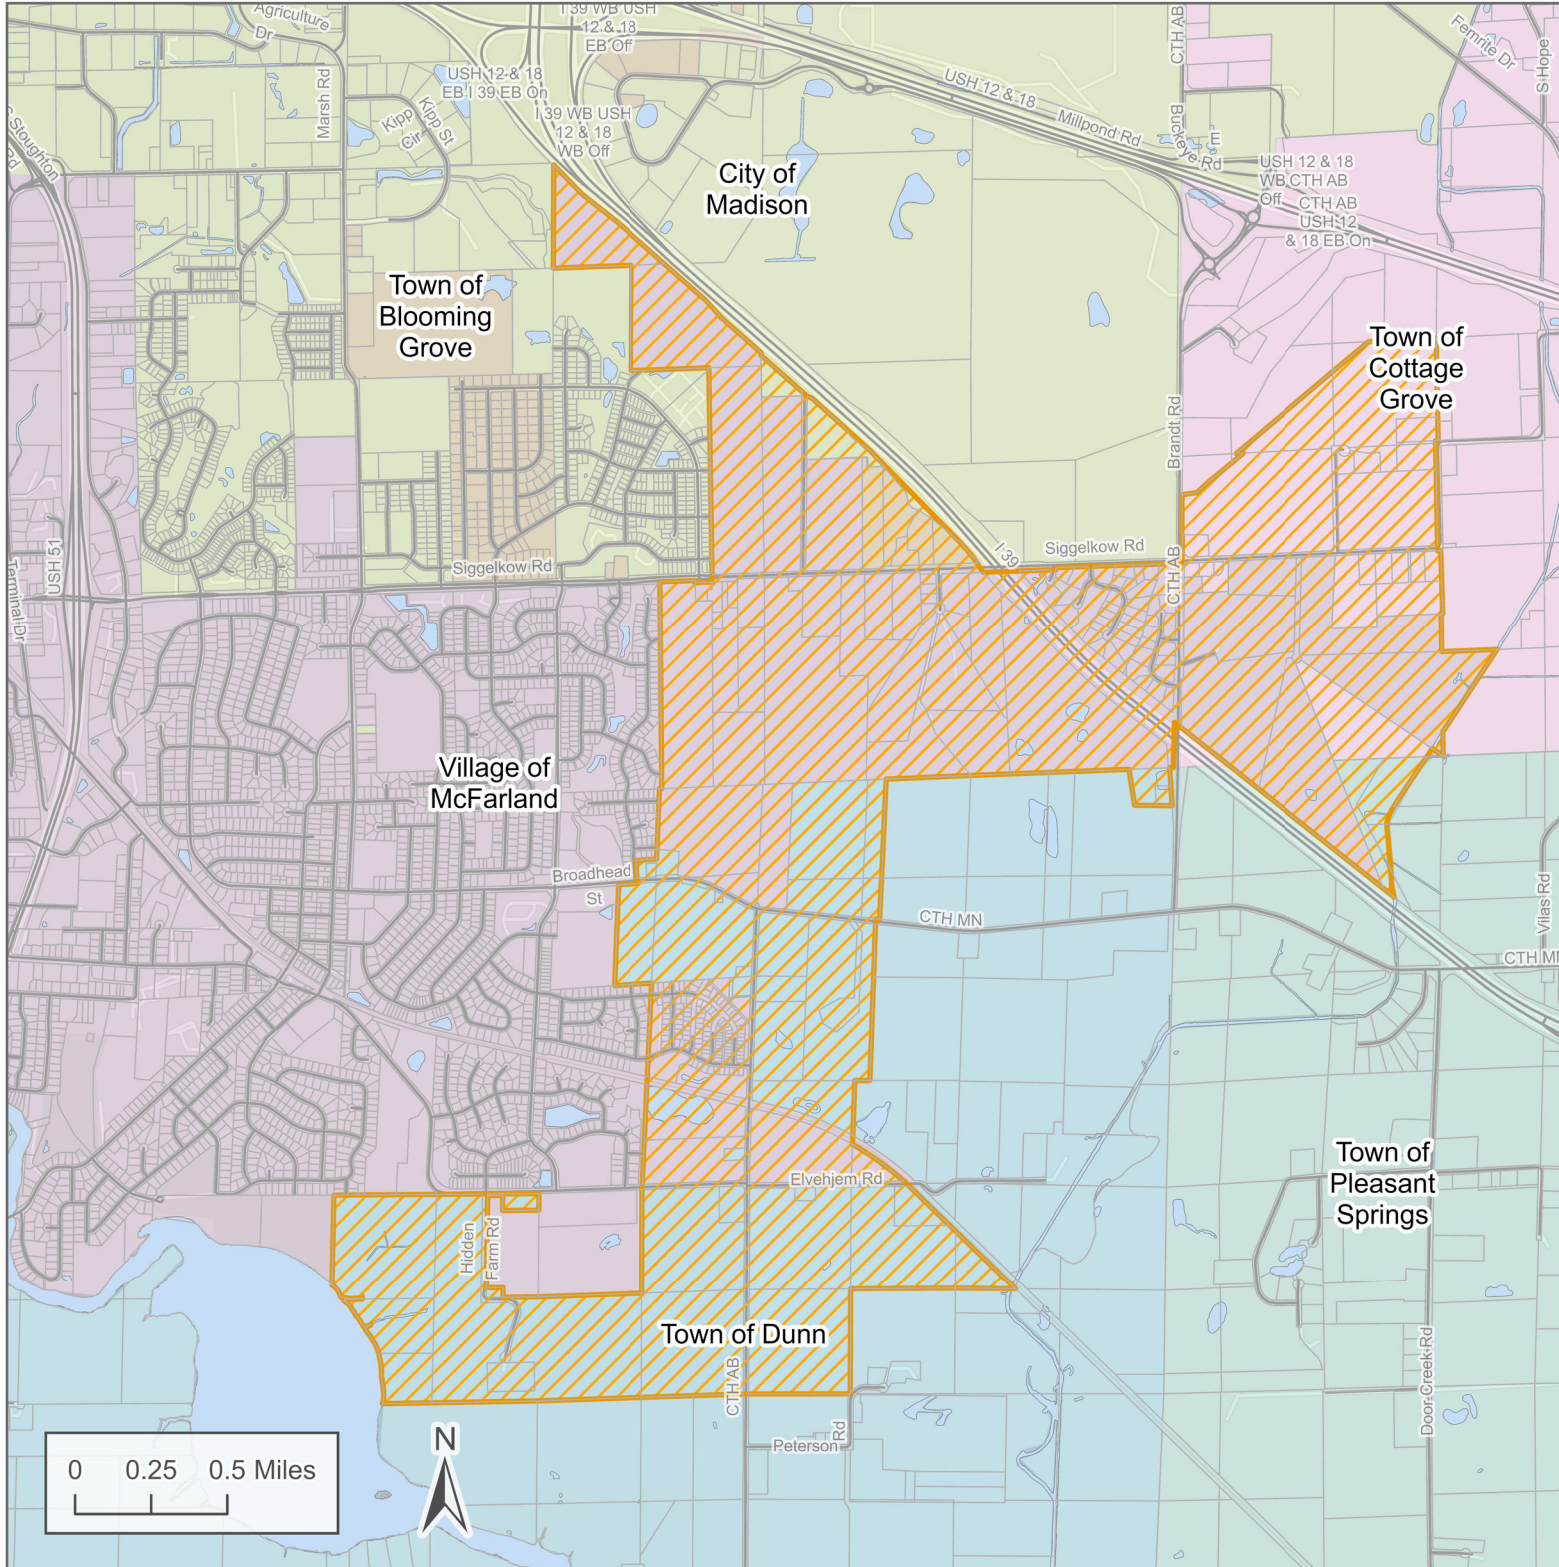 Agriculture
Dr
I 39 WB USH
12 & 18
EB Off
CTH AB
Femrite Dr
S Hope
Stoughton
Rd
Marsh Rd
Kipp
Cir
Kipp St
USH 12 & 18
EB I 39 EB On
I 39 WB USH
12 & 18
WB Off
USH 12 & 18
Millpond Rd
Buckeye Rd
E
USH 12 & 18
WB CTH AB
Off
CTH AB
USH 12
& 18 EB On
City of
Madison
Town of
Blooming
Grove
Town of
Cottage
Grove
Brandt Rd
USH 51
Terminal Dr
Siggelkow Rd
I 39
Siggelkow Rd
CTH AB
Village of
McFarland
Broadhead
St
CTH MN
Vilas Rd
CTH MN
Elvehjem Rd
Hidden
Farm Rd
Town of
Pleasant
Springs
Town of Dunn
CTH AB
Peterson
Rd
Door Creek Rd
N
0 0.25 0.5 Miles